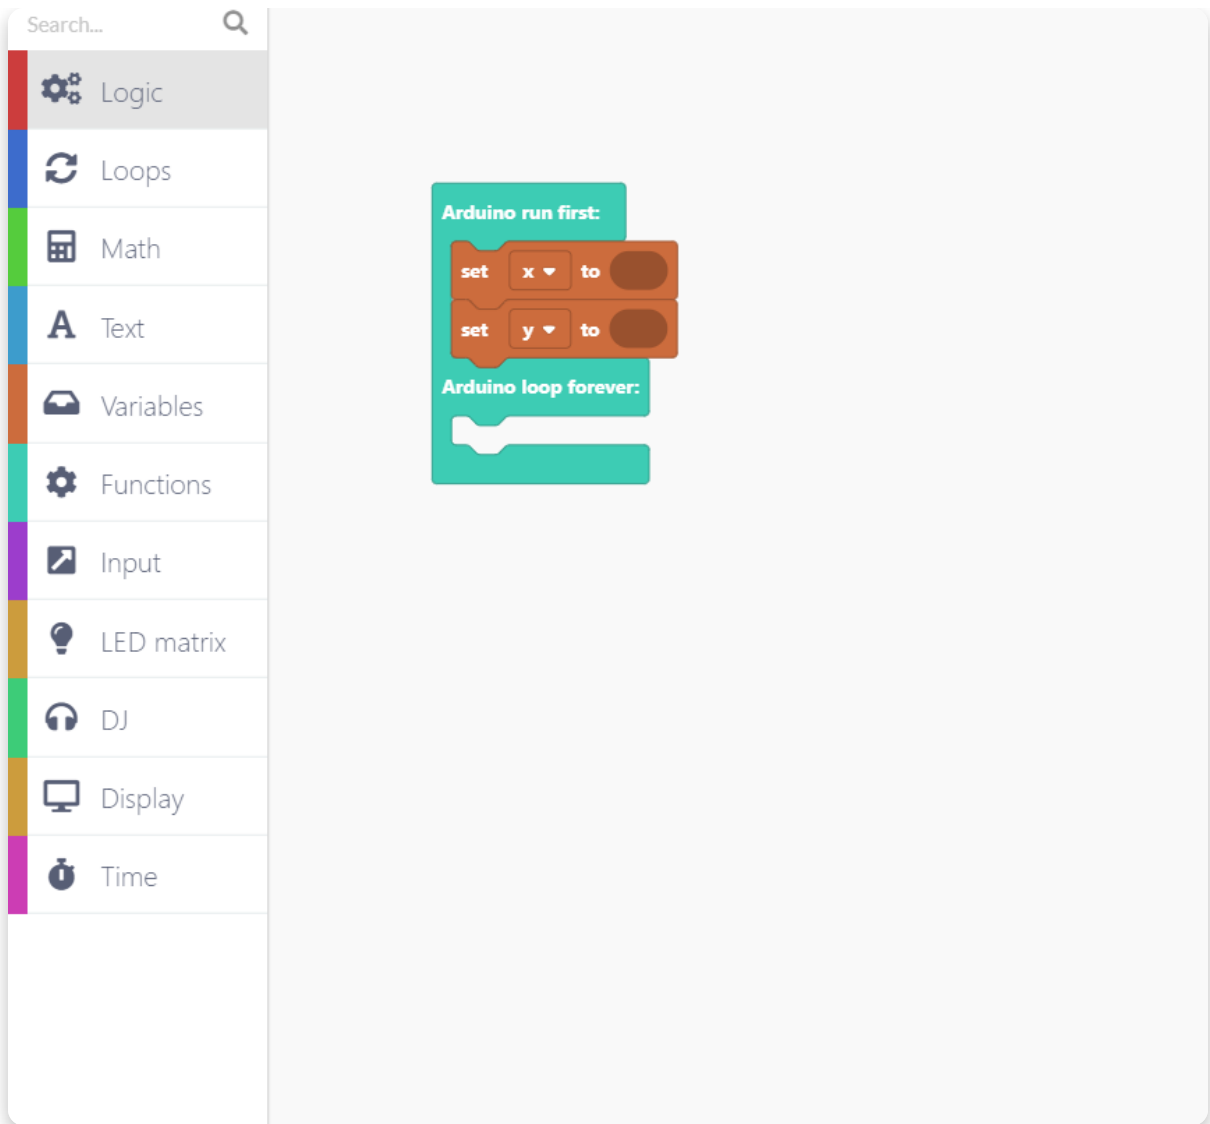 Search...
Logic
Loops
Math
Text
Variables
Functions
Input
LED matrix
DJ
Display
Time
Arduino run first:
set x to
set y to
Arduino loop forever: